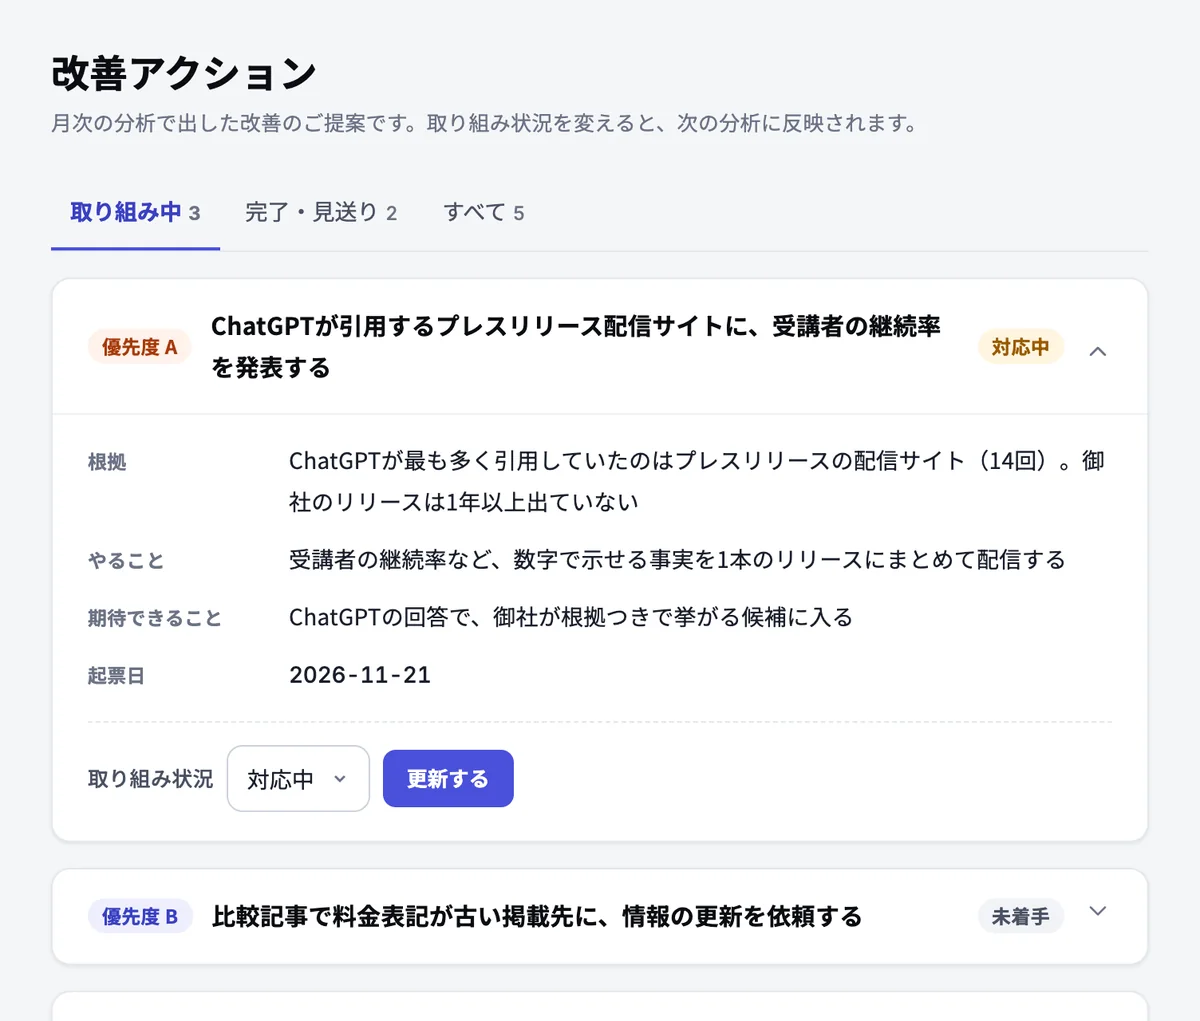 改善アクション
月次の分析で出した改善のご提案です。取り組み状況を変えると、次の分析に反映されます。
取り組み中 3 完了・見送り 2 すべて 5
優先度 A
ChatGPTが引用するプレスリリース配信サイトに、受講者の継続率
を発表する
対応中
根拠
ChatGPTが最も多く引用していたのはプレスリリースの配信サイト（14回）。御
社のリリースは1年以上出ていない
やること
受講者の継続率など、数字で示せる事実を1本のリリースにまとめて配信する
期待できること
ChatGPTの回答で、御社が根拠つきで挙がる候補に入る
起票日
2026-11-21
取り組み状況 対応中 更新する
優先度 B 比較記事で料金表記が古い掲載先に、情報の更新を依頼する 未着手